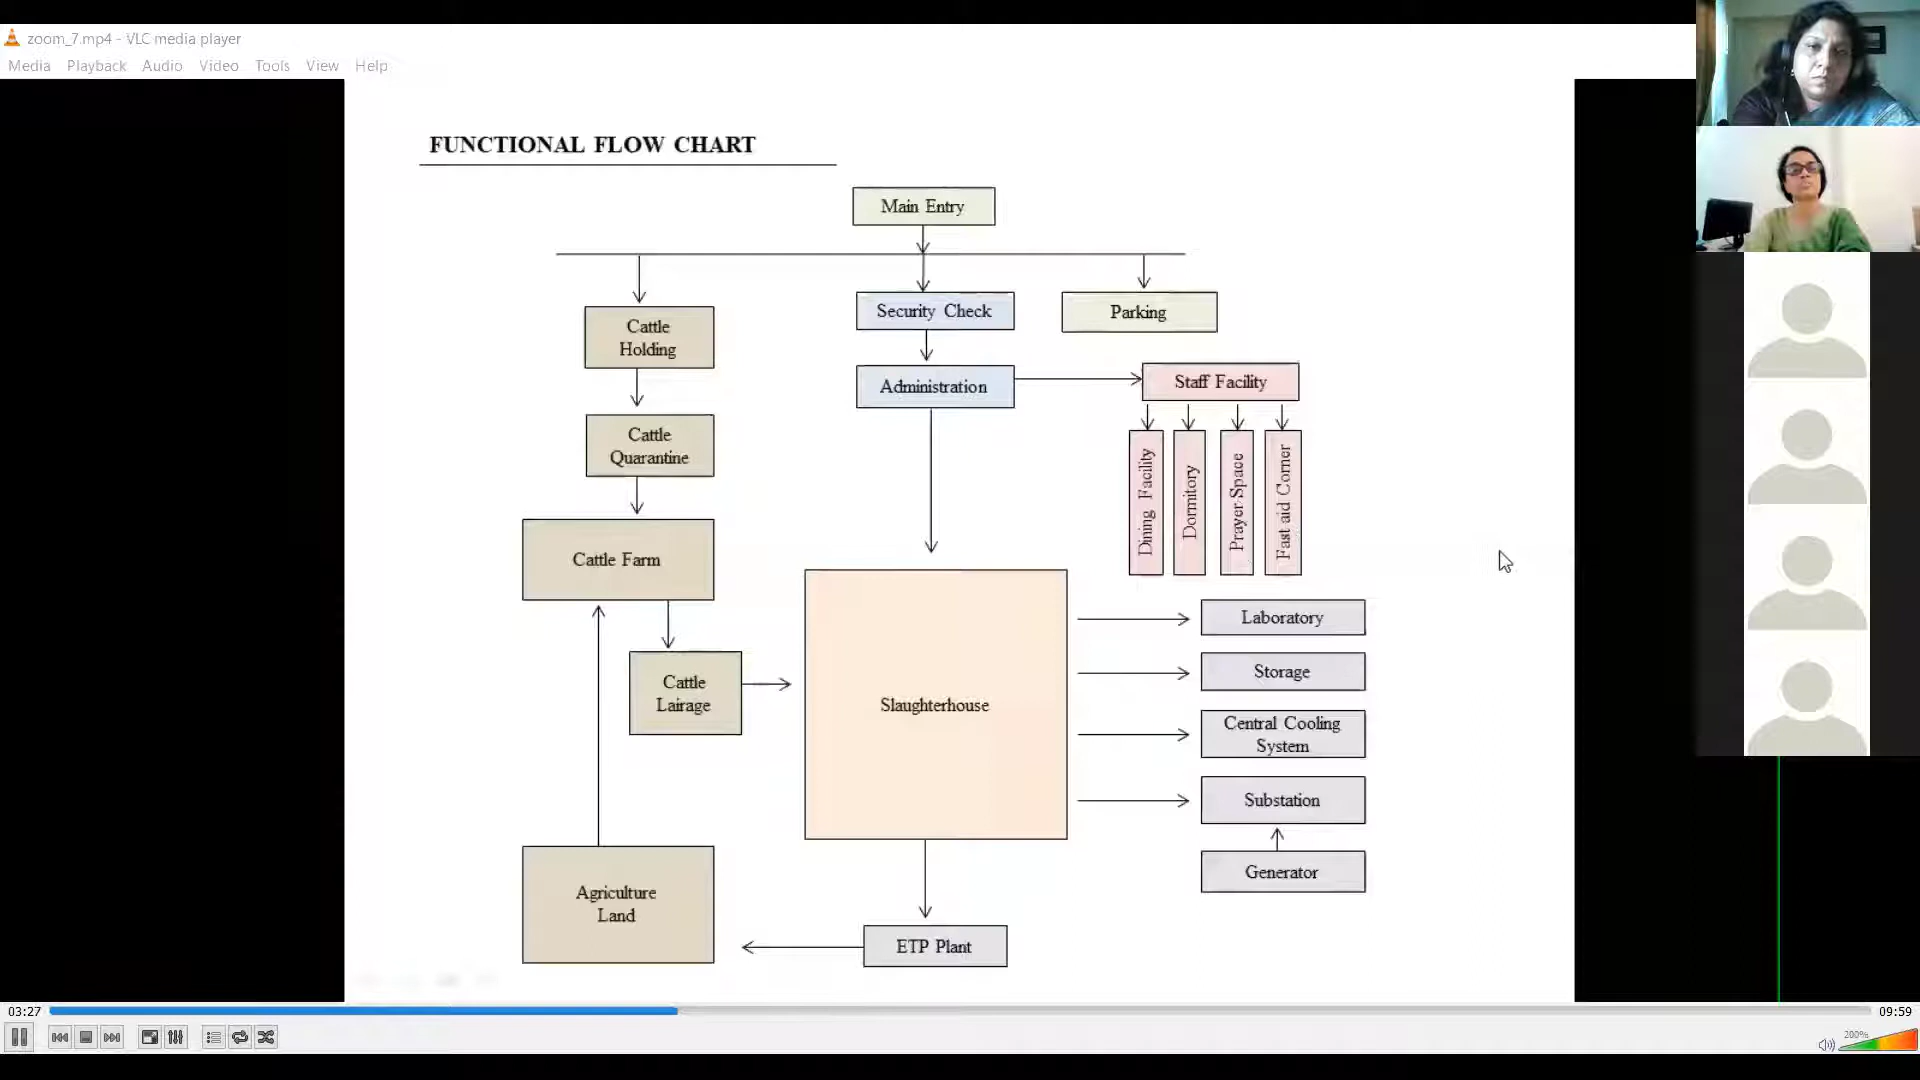 zoom_7.mp4 - VLC media player
Media Playback Audio Video Tools View Help
FUNCTIONAL FLOW CHART
Main Entry
Cattle
Holding
Security Check
Parking
Administration
Staff Facility
Cattle
Quarantine
Dining Facility
Dormitory
Prayer Space
Fast aid Corner
Cattle Farm
Cattle
Lairage
Slaughterhouse
Laboratory
Storage
Central Cooling
System
Substation
Generator
Agriculture
Land
ETP Plant
03:27
09:59
200%